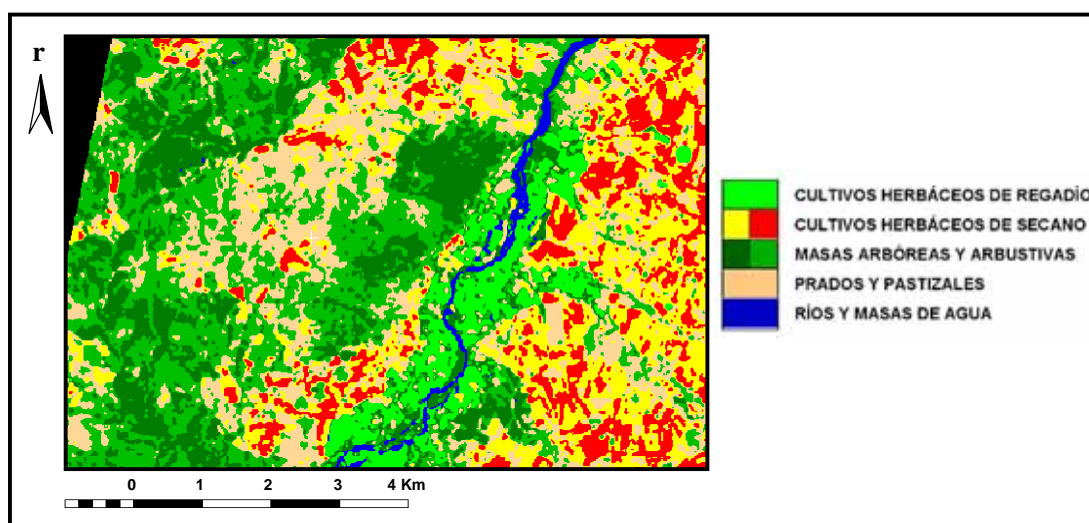 r
CULTIVOS HERBÁCEOS DE REGADÍO
CULTIVOS HERBÁCEOS DE SECANO
MASAS ARBÓREAS Y ARBUSTIVAS
PRADOS Y PASTIZALES
RÍOS Y MASAS DE AGUA
0 1 2 3 4 Km